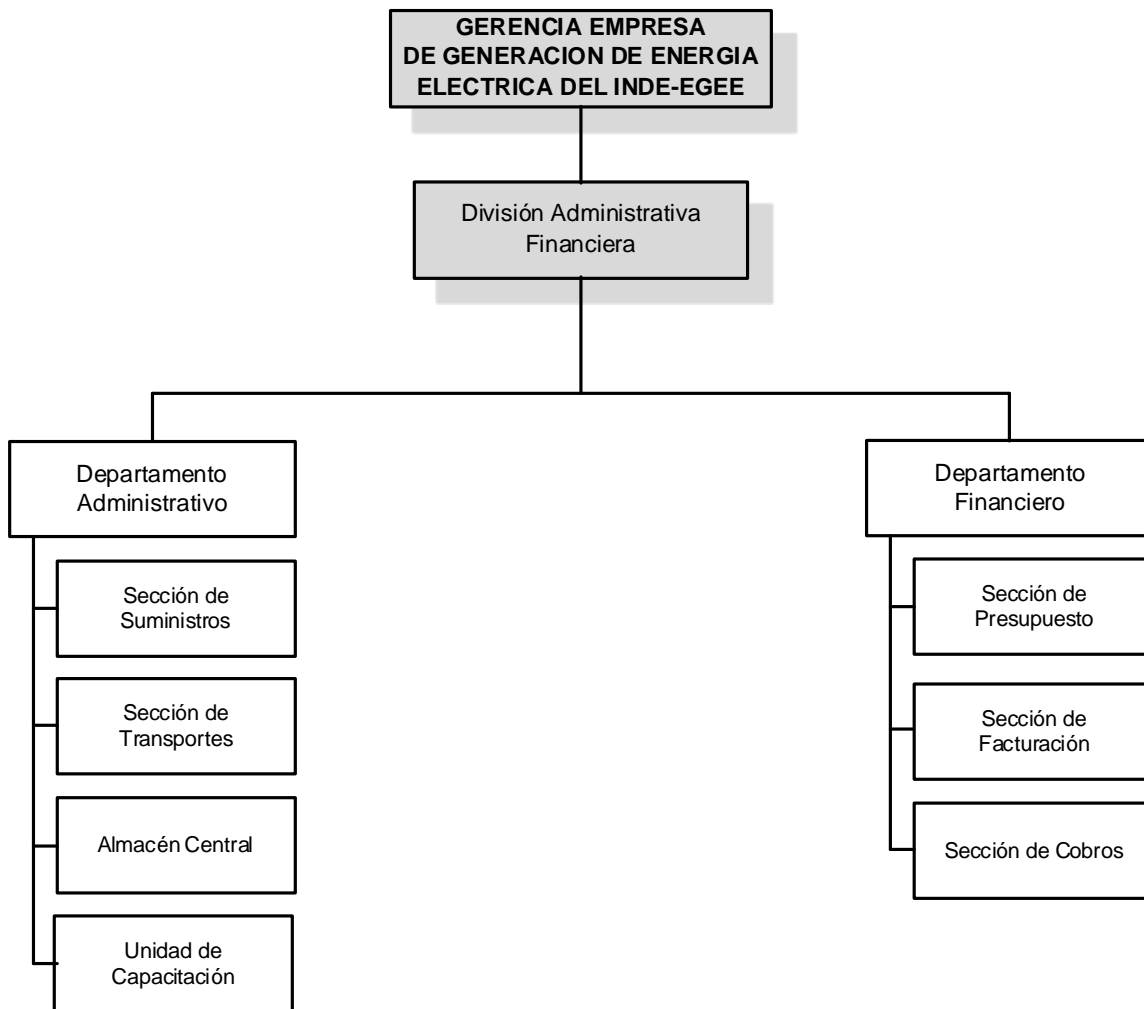 GERENCIA EMPRESA
DE GENERACION DE ENERGIA
ELECTRICA DEL INDE-EGEE
División Administrativa
Financiera
Departamento
Administrativo
Sección de
Suministros
Sección de
Transportes
Almacén Central
Unidad de
Capacitación
Departamento
Financiero
Sección de
Presupuesto
Sección de
Facturación
Sección de Cobros